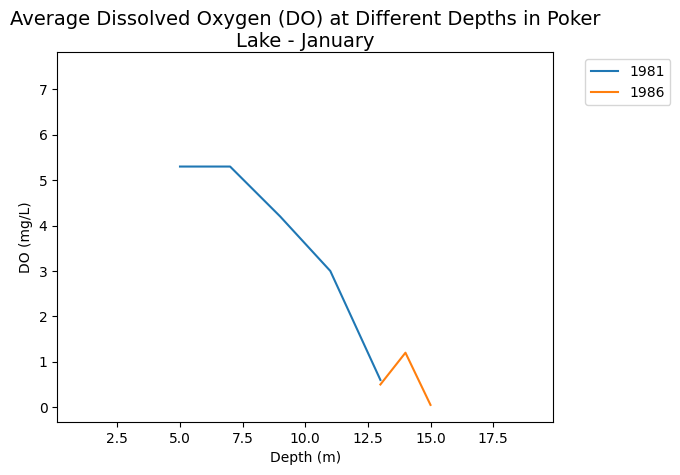 Average Dissolved Oxygen (DO) at Different Depths in Poker
Lake - January
1981
1986
7
6
5
4
3
2
1
0
DO (mg/L)
2.5 5.0 7.5 10.0 12.5 15.0 17.5
Depth (m)